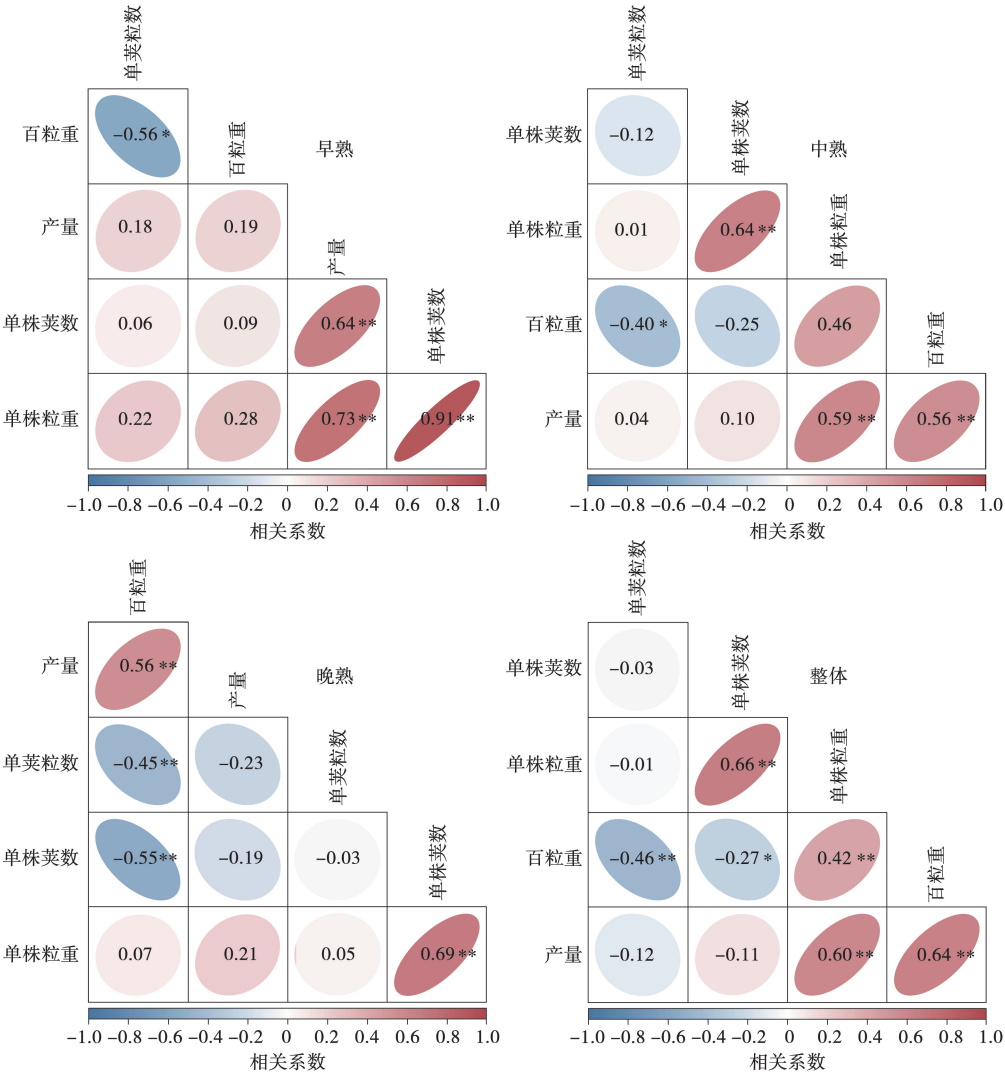 单荚粒数
百粒重 -0.56 *
百粒重
早熟
产量 0.18 0.19
产量
单株荚数 0.06 0.09 0.64 **
单株荚数
单株粒重 0.22 0.28 0.73 ** 0.91 **
-1.0 -0.8 -0.6 -0.4 -0.2 0 0.2 0.4 0.6 0.8 1.0
相关系数
单荚粒数
单株荚数 -0.12
单株荚数
中熟
单株粒重 0.01 0.64 **
单株粒重
百粒重 -0.40 * -0.25 0.46
百粒重
产量 0.04 0.10 0.59 ** 0.56 **
-1.0 -0.8 -0.6 -0.4 -0.2 0 0.2 0.4 0.6 0.8 1.0
相关系数
百粒重
产量 0.56 **
产量
晚熟
单荚粒数 -0.45 ** -0.23
单荚粒数
单株荚数 -0.55 ** -0.19 -0.03
单株荚数
单株粒重 0.07 0.21 0.05 0.69 **
-1.0 -0.8 -0.6 -0.4 -0.2 0 0.2 0.4 0.6 0.8 1.0
相关系数
单荚粒数
单株荚数 -0.03
单株荚数
整体
单株粒重 -0.01 0.66 **
单株粒重
百粒重 -0.46 ** -0.27 * 0.42 **
百粒重
产量 -0.12 -0.11 0.60 ** 0.64 **
-1.0 -0.8 -0.6 -0.4 -0.2 0 0.2 0.4 0.6 0.8 1.0
相关系数